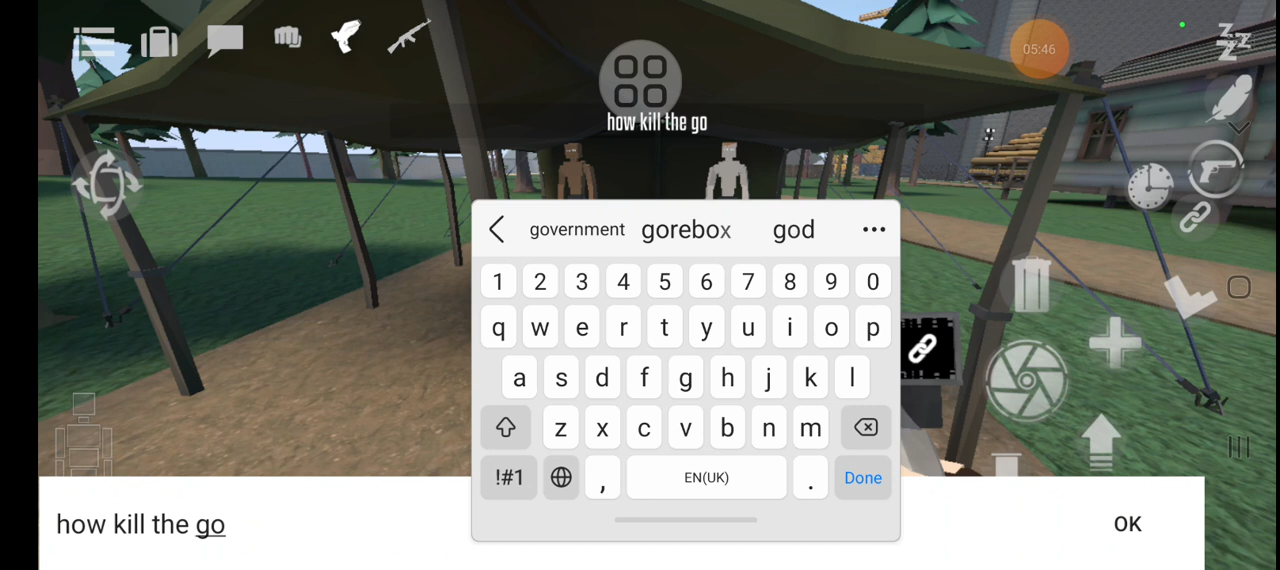 05:46
how kill the go
government gorebox god
1 2 3 4 5 6 7 8 9 0
q w e r t y u i o p
a s d f g h j k l
z x c v b n m
!#1 , EN(UK) . Done
how kill the go OK